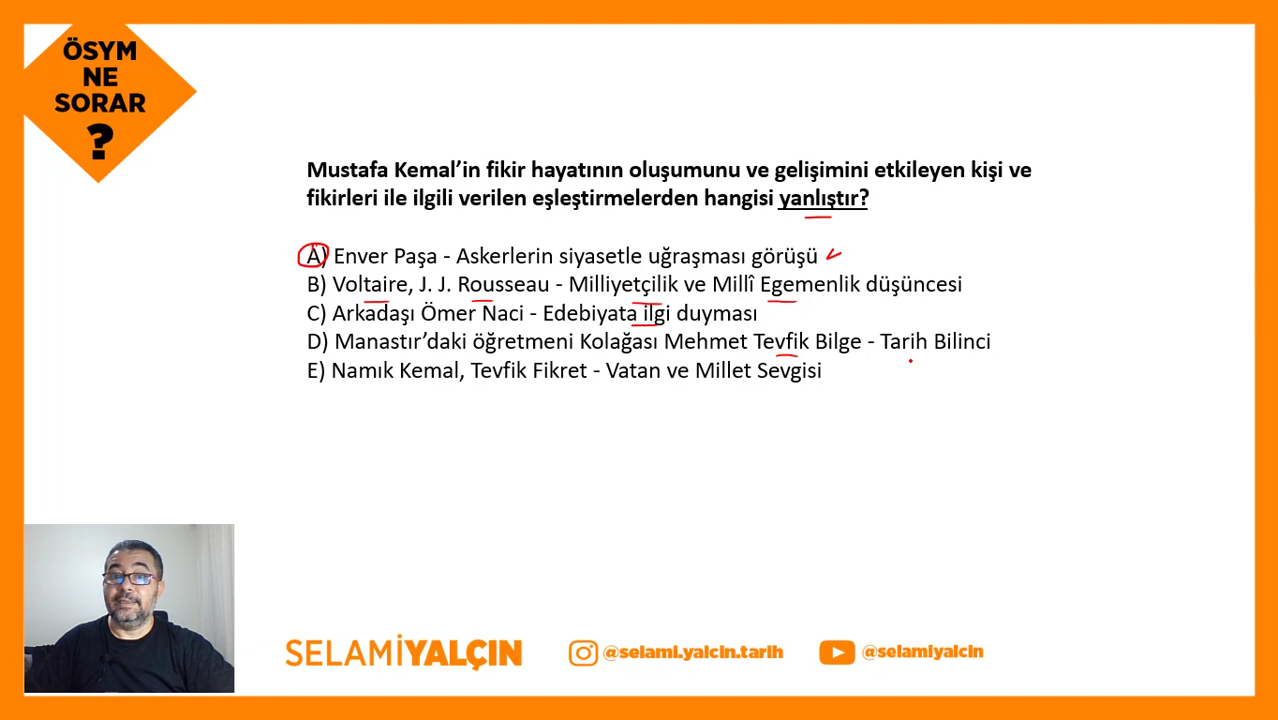 ÖSYM
NE
SORAR
?
Mustafa Kemal’in fikir hayatının oluşumunu ve gelişimini etkileyen kişi ve
fikirleri ile ilgili verilen eşleştirmelerden hangisi yanlıştır?
A) Enver Paşa - Askerlerin siyasetle uğraşması görüşü
B) Voltaire, J. J. Rousseau - Milliyetçilik ve Millî Egemenlik düşüncesi
C) Arkadaşı Ömer Naci - Edebiyata ilgi duyması
D) Manastır’daki öğretmeni Kolağası Mehmet Tevfik Bilge - Tarih Bilinci
E) Namık Kemal, Tevfik Fikret - Vatan ve Millet Sevgisi
SELAMİYALÇIN @selami.yalcin.tarih @selamiyalcin